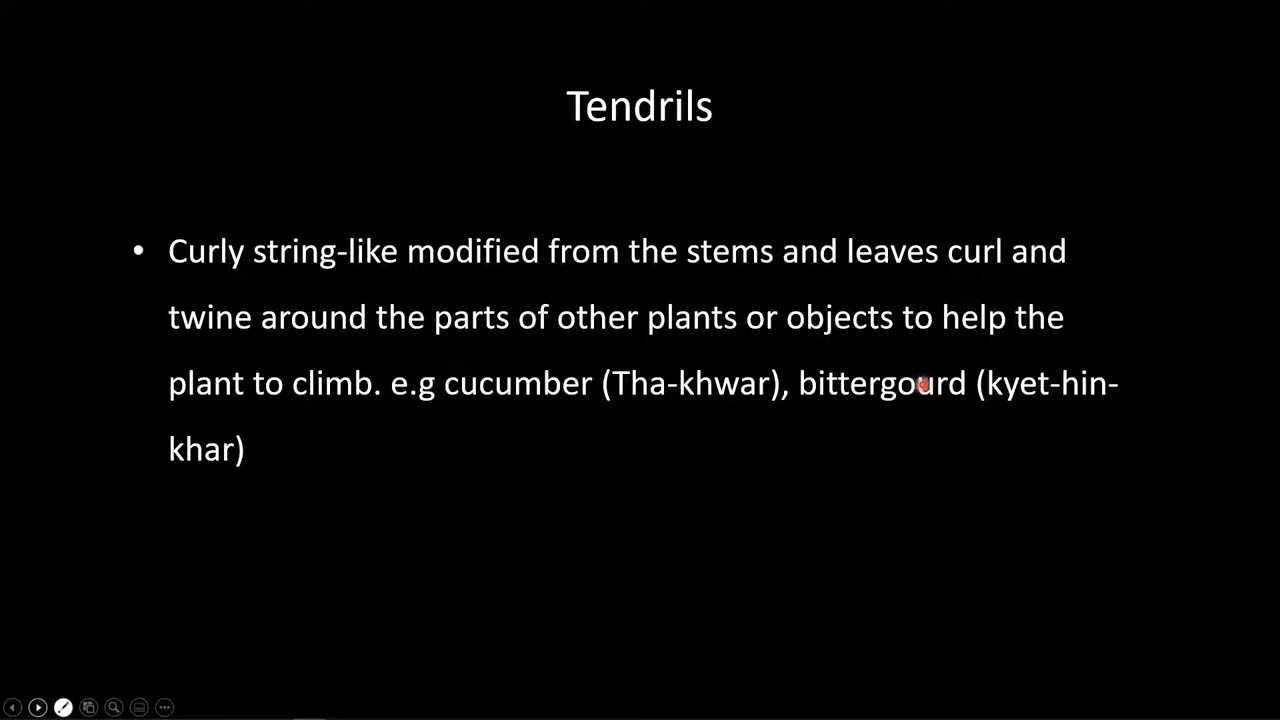 Tendrils
• Curly string-like modified from the stems and leaves curl and
twine around the parts of other plants or objects to help the
plant to climb. e.g cucumber (Tha-khwar), bittergourd (kyet-hin-
khar)